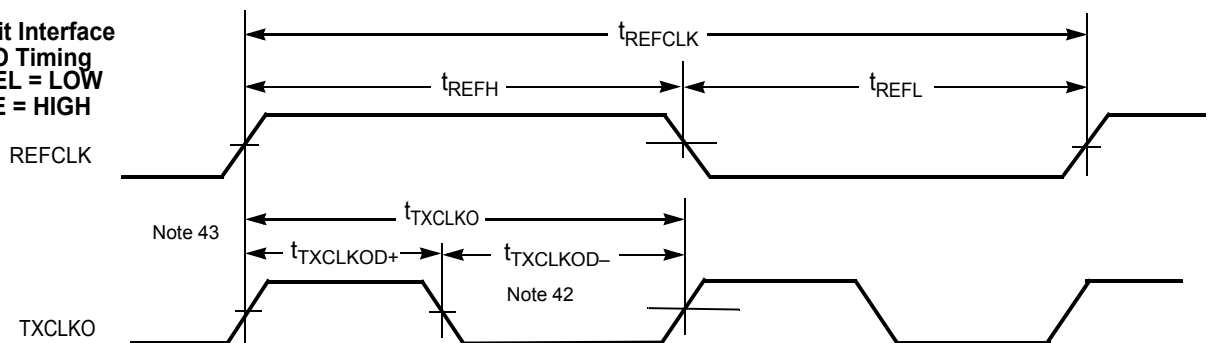 it Interface
Timing
EL = LOW
E = HIGH
tREFCLK
tREFH
tREFL
REFCLK
tTXCLKO
Note 43
tTXCLKOD+
tTXCLKOD–
Note 42
TXCLKO